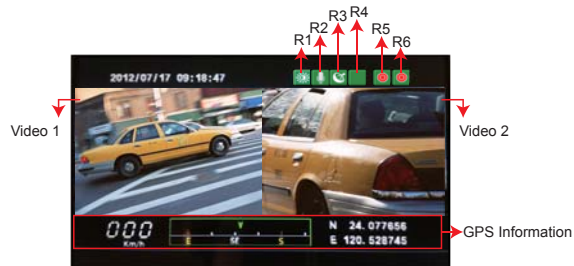 R1 R2 R3 R4 R5 R6
2012/07/17 09:18:47
Video 1
Video 2
000
Km/h
E SE S
N 24.077656
E 120.528745
GPS Information